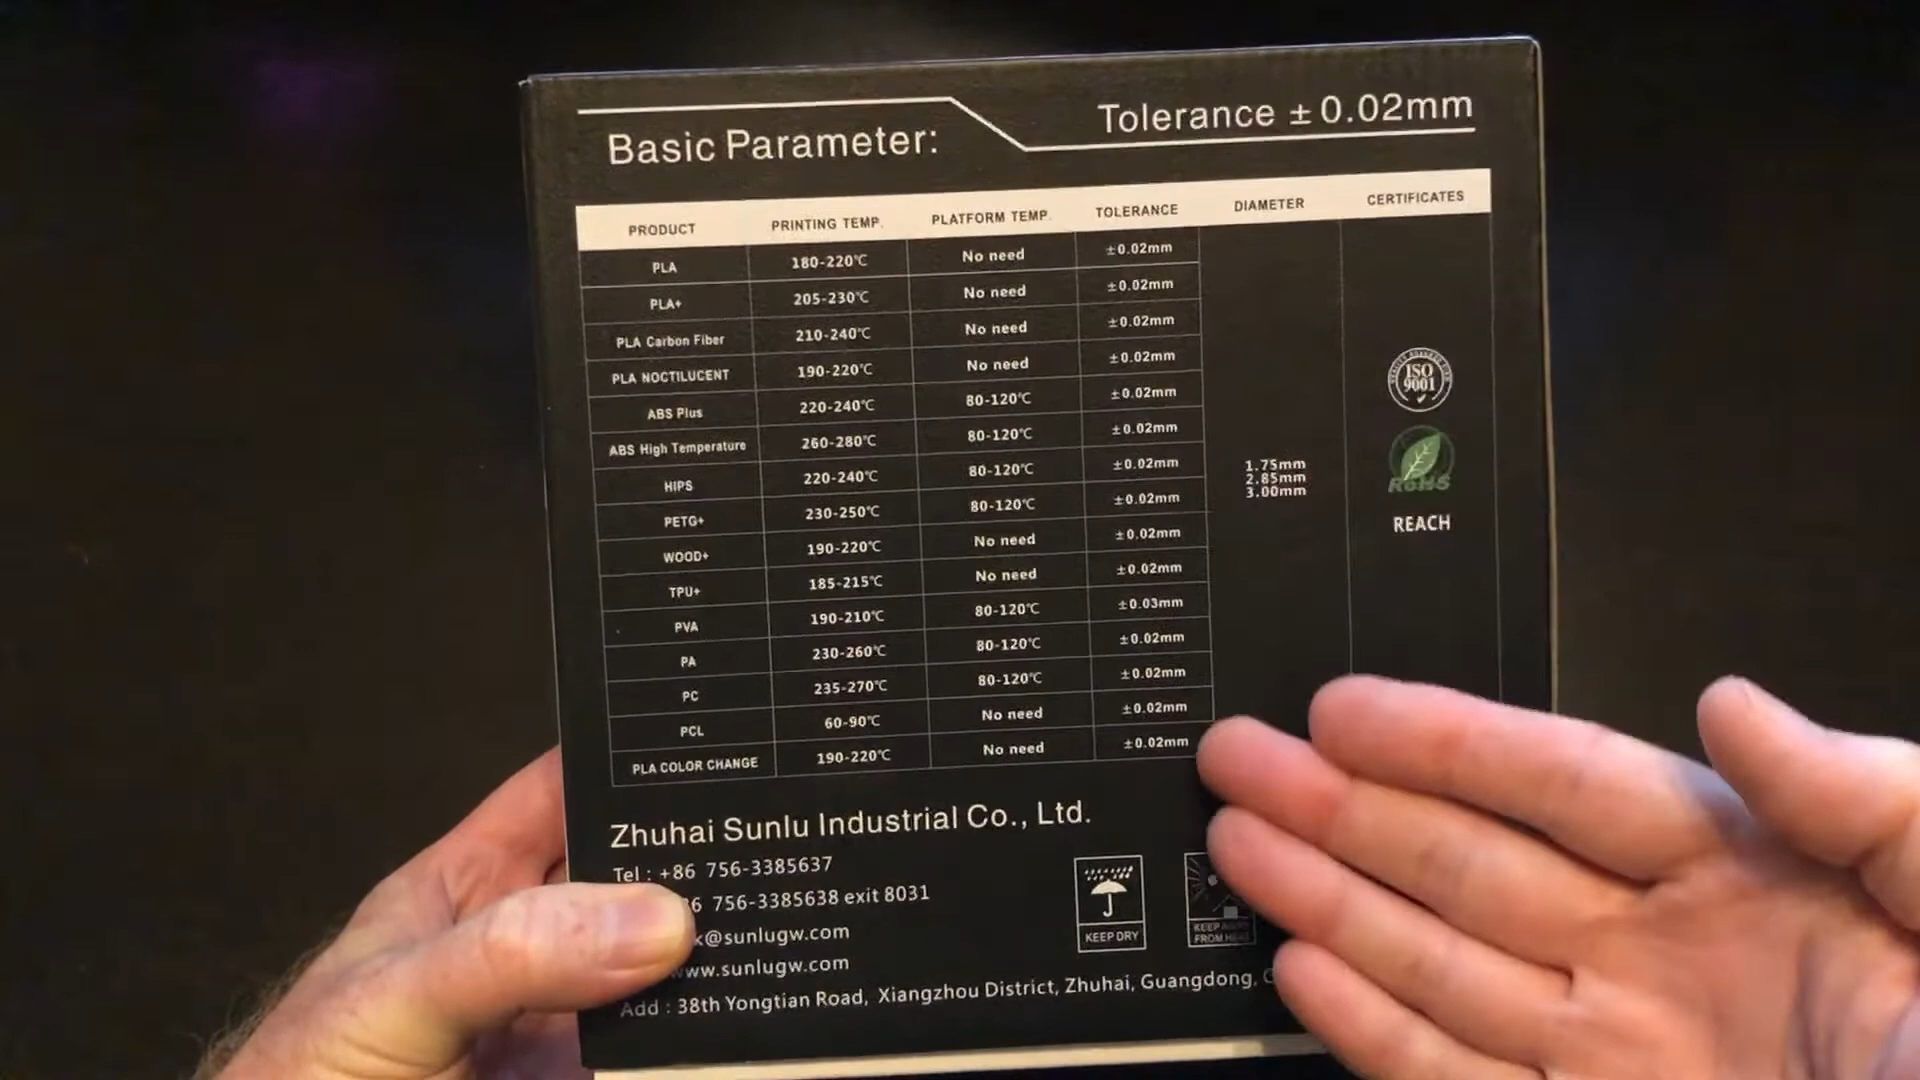 Basic Parameter:
Tolerance ± 0.02mm
PRODUCT PRINTING TEMP. PLATFORM TEMP. TOLERANCE DIAMETER CERTIFICATES
PLA 180-220℃ No need ±0.02mm
PLA+ 205-230℃ No need ±0.02mm
PLA Carbon Fiber 210-240℃ No need ±0.02mm
PLA NOCTILUCENT 190-220℃ No need ±0.02mm
ABS Plus 220-240℃ 80-120℃ ±0.02mm
ABS High Temperature 260-280℃ 80-120℃ ±0.02mm
HIPS 220-240℃ 80-120℃ ±0.02mm
PETG+ 230-250℃ 80-120℃ ±0.02mm
WOOD+ 190-220℃ No need ±0.02mm
TPU+ 185-215℃ No need ±0.02mm
PVA 190-210℃ 80-120℃ ±0.03mm
PA 230-260℃ 80-120℃ ±0.02mm
PC 235-270℃ 80-120℃ ±0.02mm
PCL 60-90℃ No need ±0.02mm
PLA COLOR CHANGE 190-220℃ No need ±0.02mm
1.75mm
2.85mm
3.00mm
ISO
9001
RoHS
REACH
Zhuhai Sunlu Industrial Co., Ltd.
Tel : +86 756-3385637
6 756-3385638 exit 8031
k@sunlugw.com
www.sunlugw.com
Add : 38th Yongtian Road, Xiangzhou District, Zhuhai, Guangdong,
KEEP DRY
KEEP
FROM